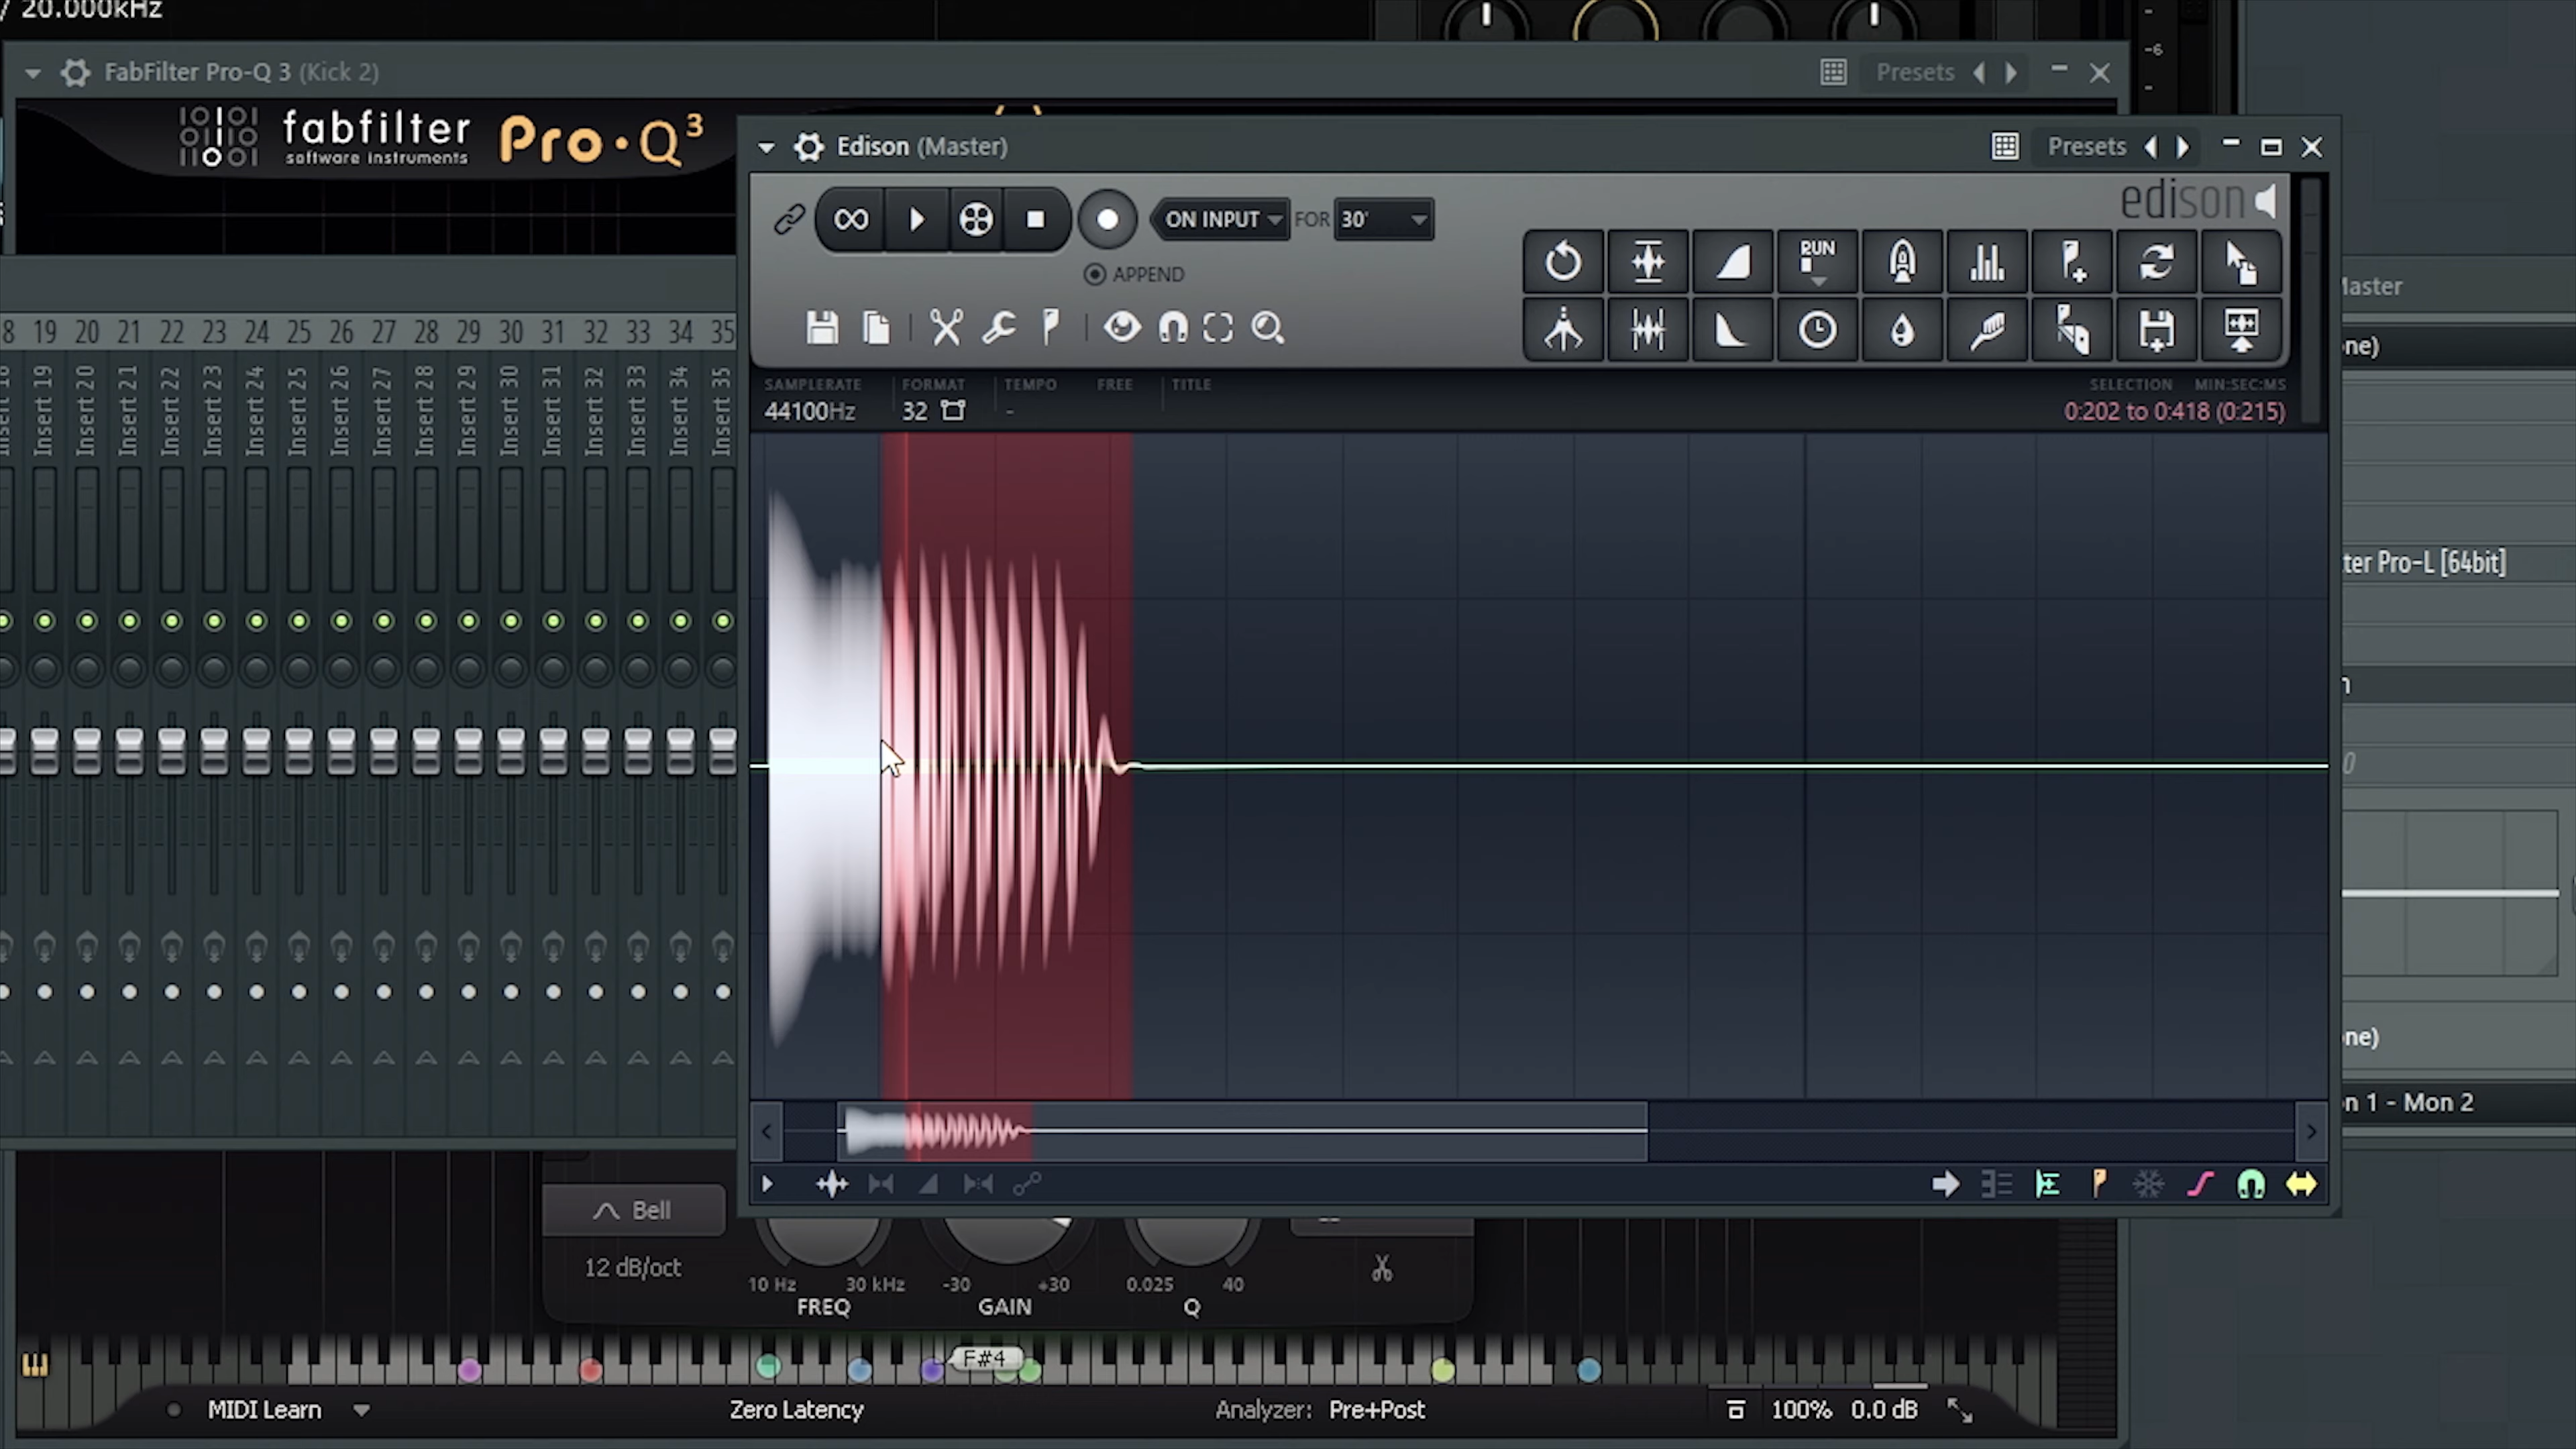 / 20.000kHz
-6
FabFilter Pro-Q 3 (Kick 2)
Presets
fabfilter
software instruments
Pro·Q3
Edison (Master)
Presets
edison
ON INPUT
FOR
30'
APPEND
RUN
SAMPLERATE
44100Hz
FORMAT
32
TEMPO
-
FREE
TITLE
SELECTION MIN:SEC:MS
0:202 to 0:418 (0:215)
8 19 20 21 22 23 24 25 26 27 28 29 30 31 32 33 34 35
Insert 19
Insert 20
Insert 21
Insert 22
Insert 23
Insert 24
Insert 25
Insert 26
Insert 27
Insert 28
Insert 29
Insert 30
Insert 31
Insert 32
Insert 33
Insert 34
Insert 35
Master
ne)
ter Pro-L [64bit]
ne)
n 1 - Mon 2
Bell
12 dB/oct
10 Hz 30 kHz
FREQ
-30 +30
GAIN
0.025 40
Q
F#4
MIDI Learn
Zero Latency
Analyzer: Pre+Post
100%
0.0 dB